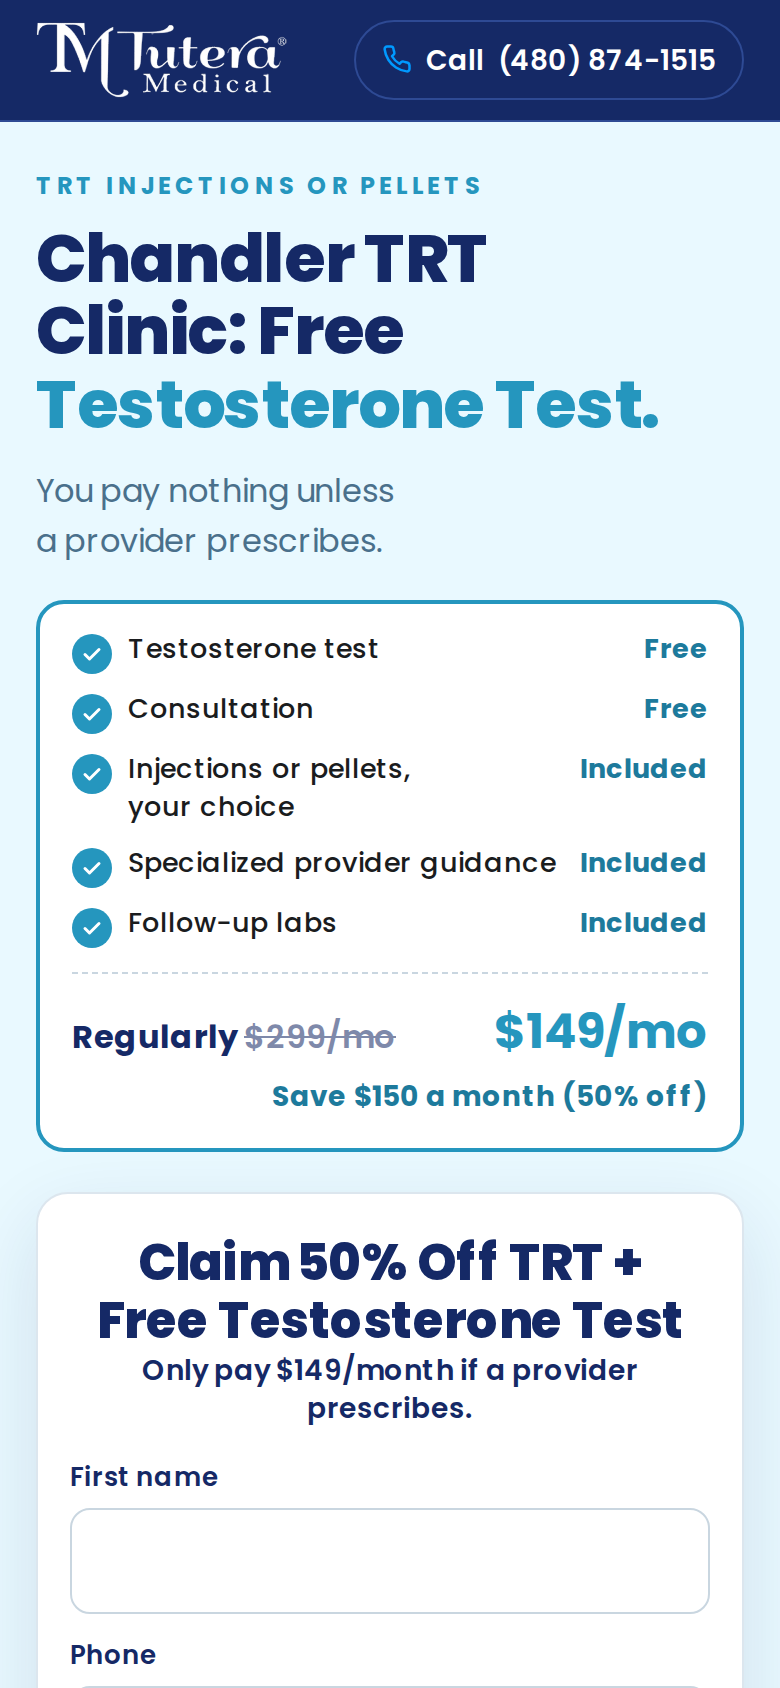 TM Tutera®
Medical
Call (480) 874-1515
TRT INJECTIONS OR PELLETS
Chandler TRT
Clinic: Free
Testosterone Test.
You pay nothing unless
a provider prescribes.
Testosterone test Free
Consultation Free
Injections or pellets, Included
your choice
Specialized provider guidance Included
Follow-up labs Included
Regularly $299/mo $149/mo
Save $150 a month (50% off)
Claim 50% Off TRT +
Free Testosterone Test
Only pay $149/month if a provider
prescribes.
First name
Phone